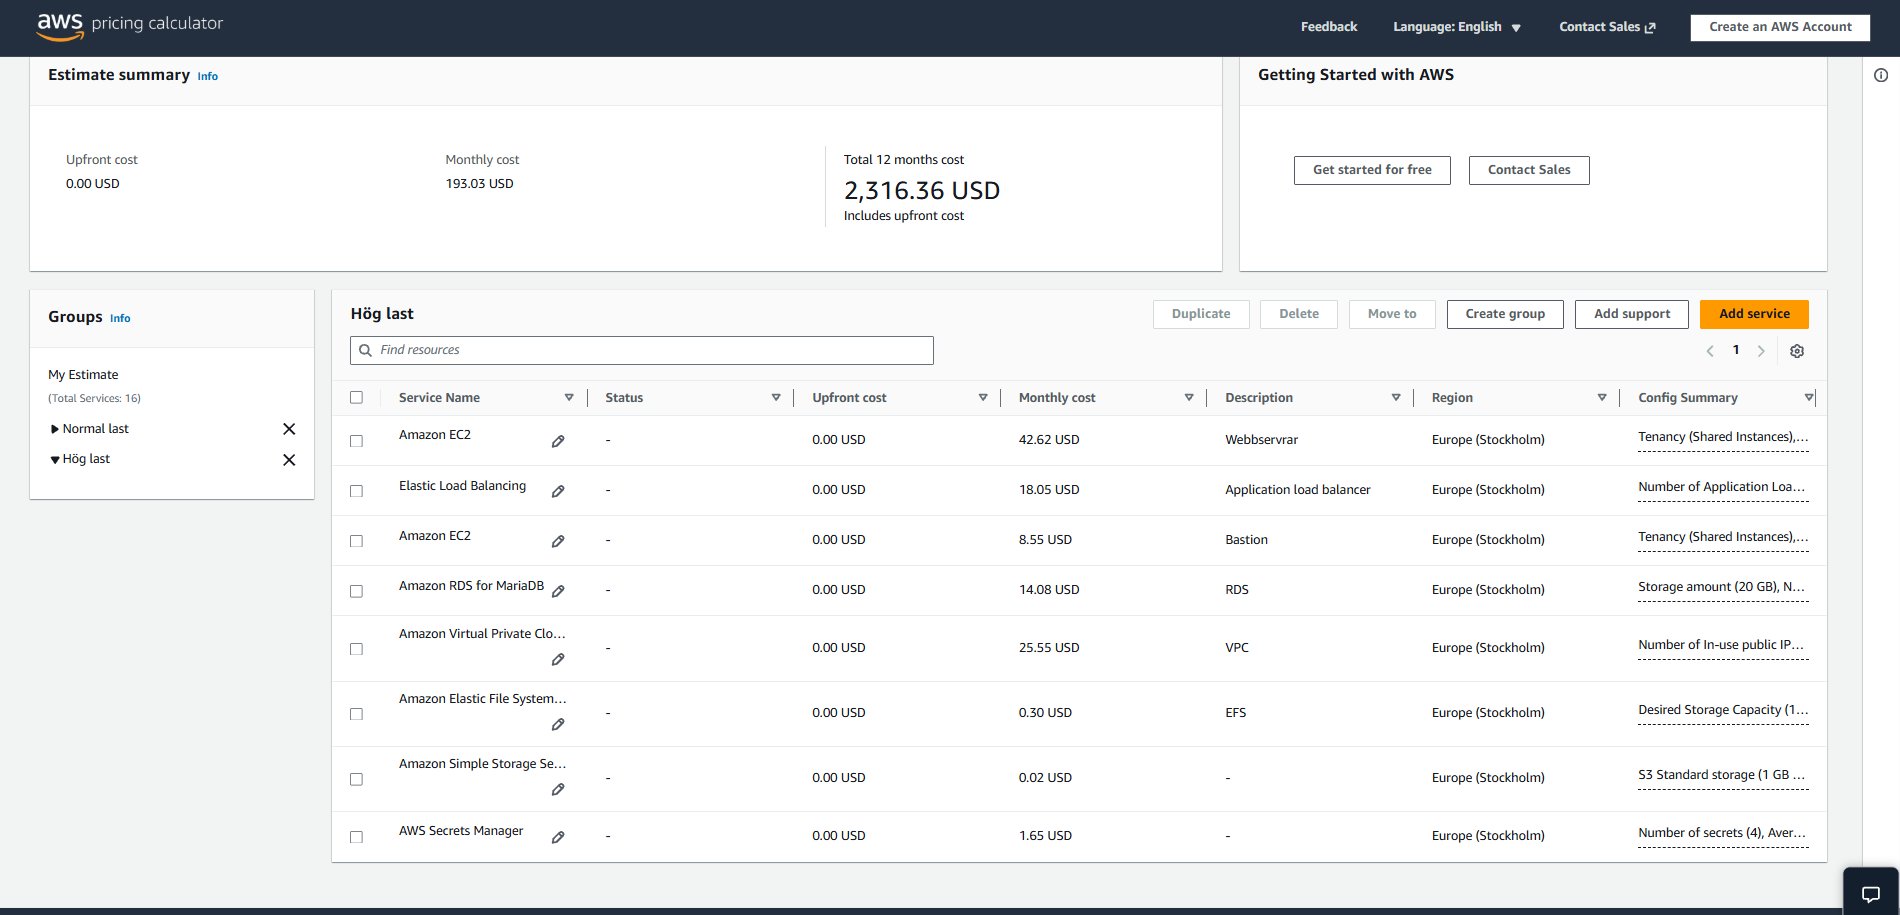 aws pricing calculator
Feedback
Language: English
Contact Sales
Create an AWS Account
Estimate summary Info
Upfront cost
0.00 USD
Monthly cost
193.03 USD
Total 12 months cost
2,316.36 USD
Includes upfront cost
Getting Started with AWS
Get started for free
Contact Sales
Groups Info
My Estimate
(Total Services: 16)
Normal last
Hög last
Hög last
Duplicate
Delete
Move to
Create group
Add support
Add service
Find resources
1
Service Name Status Upfront cost Monthly cost Description Region Config Summary
Amazon EC2 - 0.00 USD 42.62 USD Webbservrar Europe (Stockholm) Tenancy (Shared Instances),...
Elastic Load Balancing - 0.00 USD 18.05 USD Application load balancer Europe (Stockholm) Number of Application Loa...
Amazon EC2 - 0.00 USD 8.55 USD Bastion Europe (Stockholm) Tenancy (Shared Instances),...
Amazon RDS for MariaDB - 0.00 USD 14.08 USD RDS Europe (Stockholm) Storage amount (20 GB), N...
Amazon Virtual Private Clo... - 0.00 USD 25.55 USD VPC Europe (Stockholm) Number of In-use public IP...
Amazon Elastic File System... - 0.00 USD 0.30 USD EFS Europe (Stockholm) Desired Storage Capacity (1...
Amazon Simple Storage Se... - 0.00 USD 0.02 USD - Europe (Stockholm) S3 Standard storage (1 GB ...
AWS Secrets Manager - 0.00 USD 1.65 USD - Europe (Stockholm) Number of secrets (4), Aver...